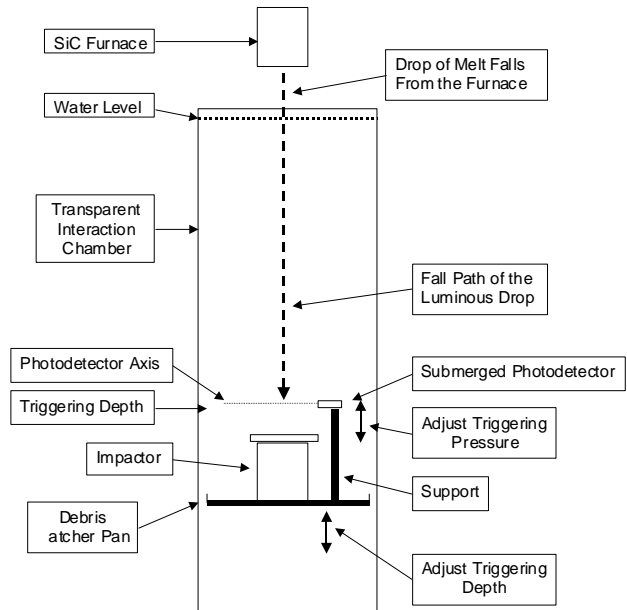 SiC Furnace
Drop of Melt Falls
From the Furnace
Water Level
Transparent
Interaction
Chamber
Fall Path of the
Luminous Drop
Photodetector Axis
Submerged Photodetector
Triggering Depth
Adjust Triggering
Pressure
Impactor
Support
Debris
atcher Pan
Adjust Triggering
Depth